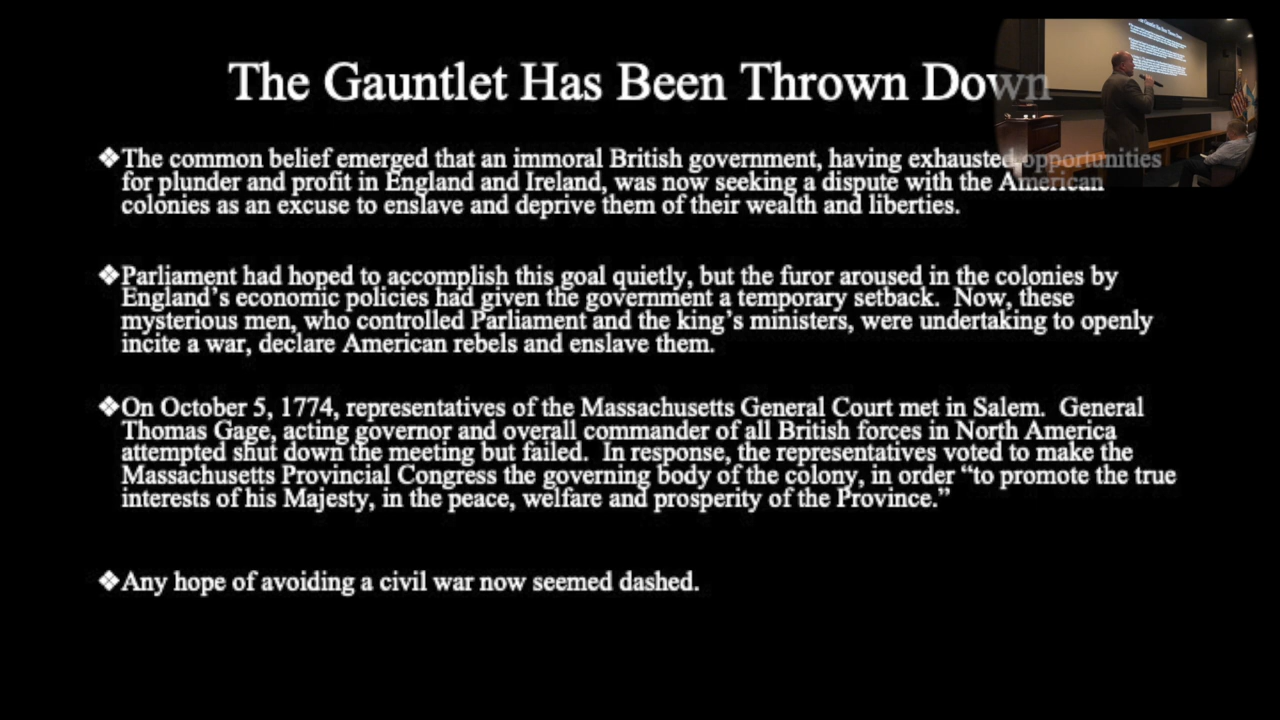 The Gauntlet Has Been Thrown Down
❖The common belief emerged that an immoral British government, having exhausted opportunities
for plunder and profit in England and Ireland, was now seeking a dispute with the American
colonies as an excuse to enslave and deprive them of their wealth and liberties.
❖Parliament had hoped to accomplish this goal quietly, but the furor aroused in the colonies by
England’s economic policies had given the government a temporary setback.  Now, these
mysterious men, who controlled Parliament and the king’s ministers, were undertaking to openly
incite a war, declare American rebels and enslave them.
❖On October 5, 1774, representatives of the Massachusetts General Court met in Salem.  General
Thomas Gage, acting governor and overall commander of all British forces in North America
attempted shut down the meeting but failed.  In response, the representatives voted to make the
Massachusetts Provincial Congress the governing body of the colony, in order “to promote the true
interests of his Majesty, in the peace, welfare and prosperity of the Province.”
❖Any hope of avoiding a civil war now seemed dashed.